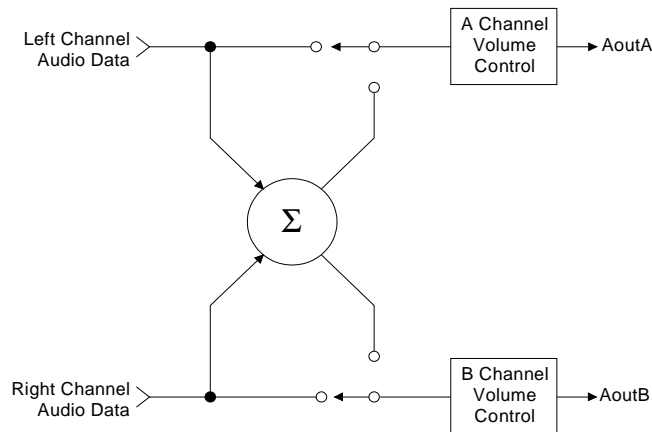 Left Channel
Audio Data
A Channel
Volume
Control
AoutA
Σ
Right Channel
Audio Data
B Channel
Volume
Control
AoutB